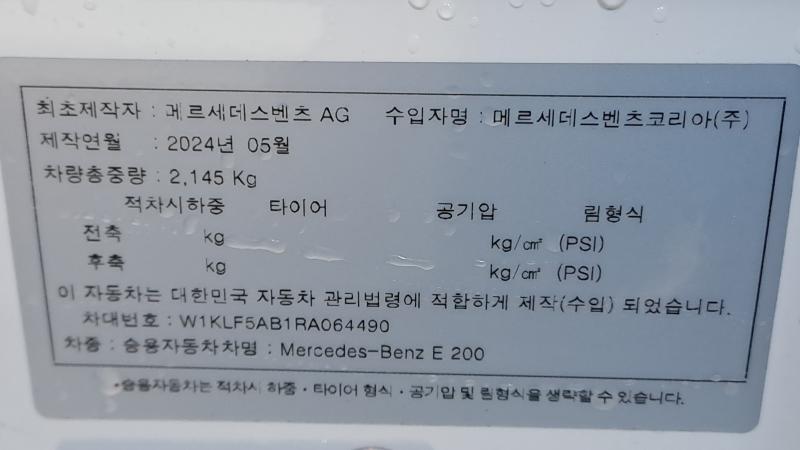 최초제작자 : 메르세데스벤츠 AG 수입자명 : 메르세데스벤츠코리아(주)
제작연월 : 2024년 05월
차량총중량 : 2,145 Kg
적차시하중 타이어 공기압 림형식
전축 kg kg/㎠ (PSI)
후축 kg kg/㎠ (PSI)
이 자동차는 대한민국 자동차 관리법령에 적합하게 제작(수입) 되었습니다.
차대번호 : W1KLF5AB1RA064490
차종 : 승용자동차차명 : Mercedes-Benz E 200
•승용자동차는 적차시 하중·타이어 형식·공기압 및 림형식을 생략할 수 있습니다.